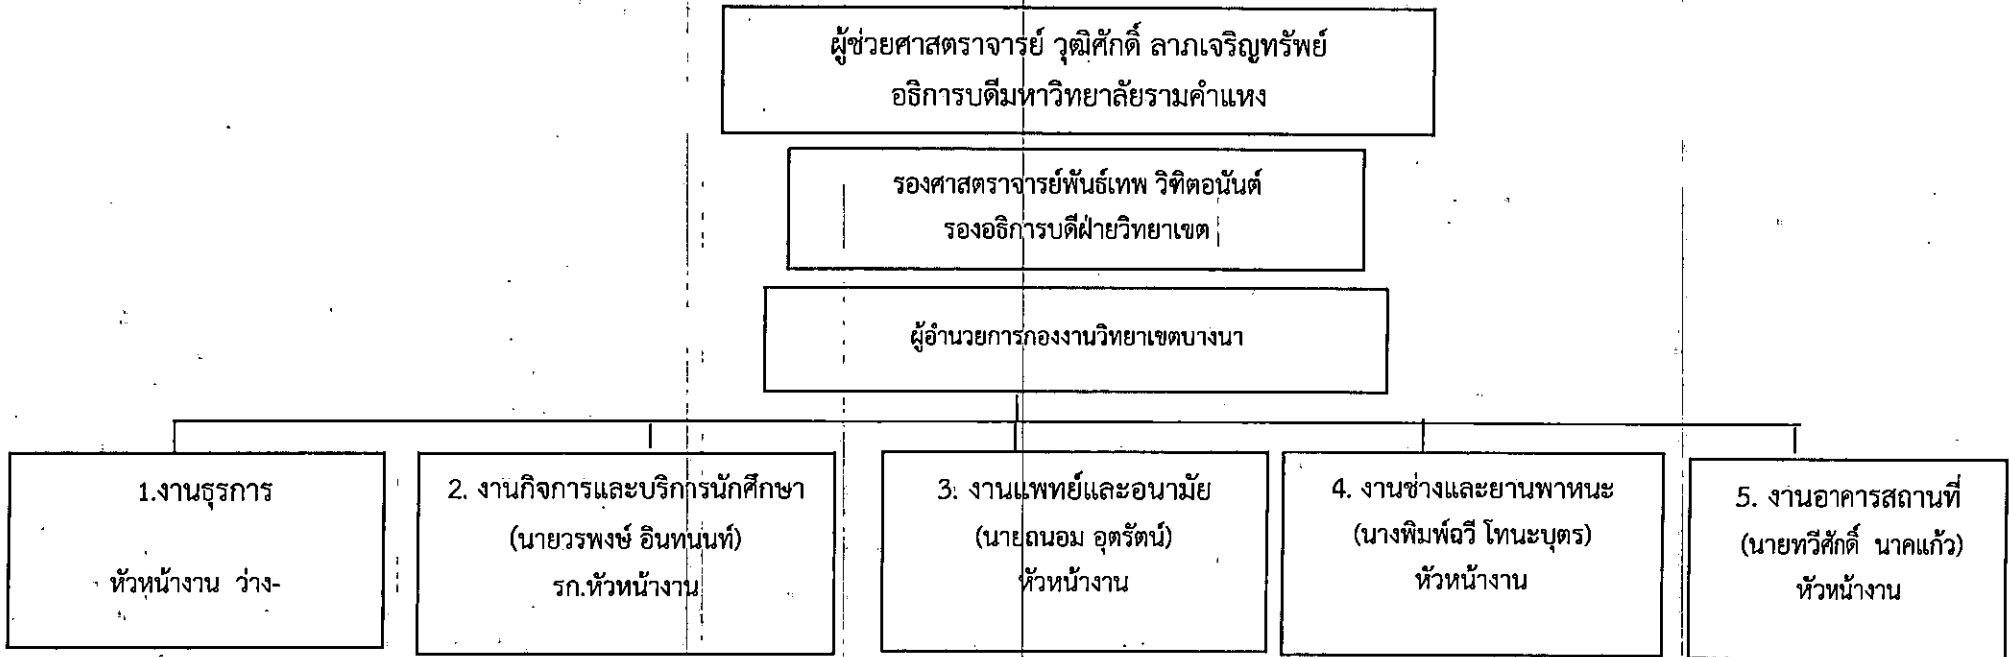 ผู้ช่วยศาสตราจารย์ วุฒิศักดิ์ ลาภเจริญทรัพย์
อธิการบดีมหาวิทยาลัยรามคำแหง
รองศาสตราจารย์พันธ์เทพ วิฑิตอนันต์
รองอธิการบดีฝ่ายวิทยาเขต
ผู้อำนวยการกองงานวิทยาเขตบางนา
1.งานธุรการ
หัวหน้างาน ว่าง-
2. งานกิจการและบริการนักศึกษา
(นายวรพงษ์ อินทนนท์)
รก.หัวหน้างาน
3. งานแพทย์และอนามัย
(นายถนอม อุตรัตน์)
หัวหน้างาน
4. งานช่างและยานพาหนะ
(นางพิมพ์ฉวี โทนะบุตร)
หัวหน้างาน
5. งานอาคารสถานที่
(นายทวีศักดิ์ นาคแก้ว)
หัวหน้างาน